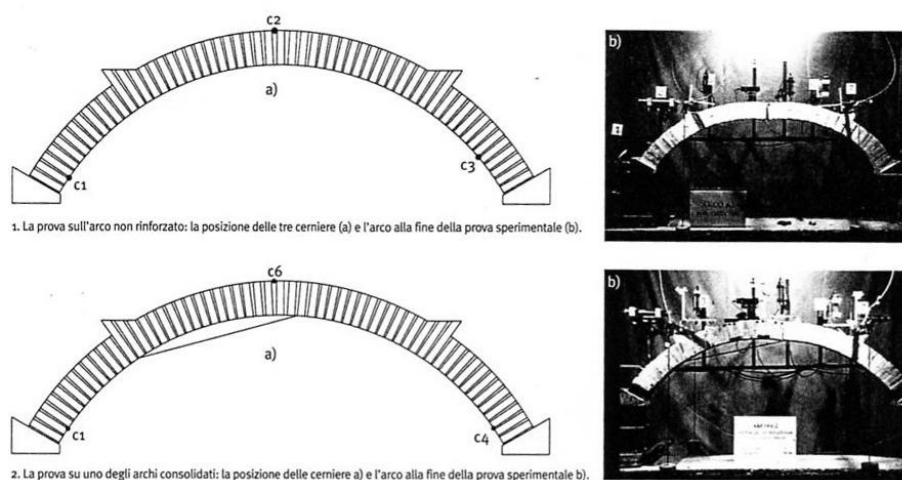 c2
b)
a)
c1
c3
1. La prova sull'arco non rinforzato: la posizione delle tre cerniere (a) e l'arco alla fine della prova sperimentale (b).
c6
b)
a)
c1
c4
2. La prova su uno degli archi consolidati: la posizione delle cerniere a) e l'arco alla fine della prova sperimentale b).